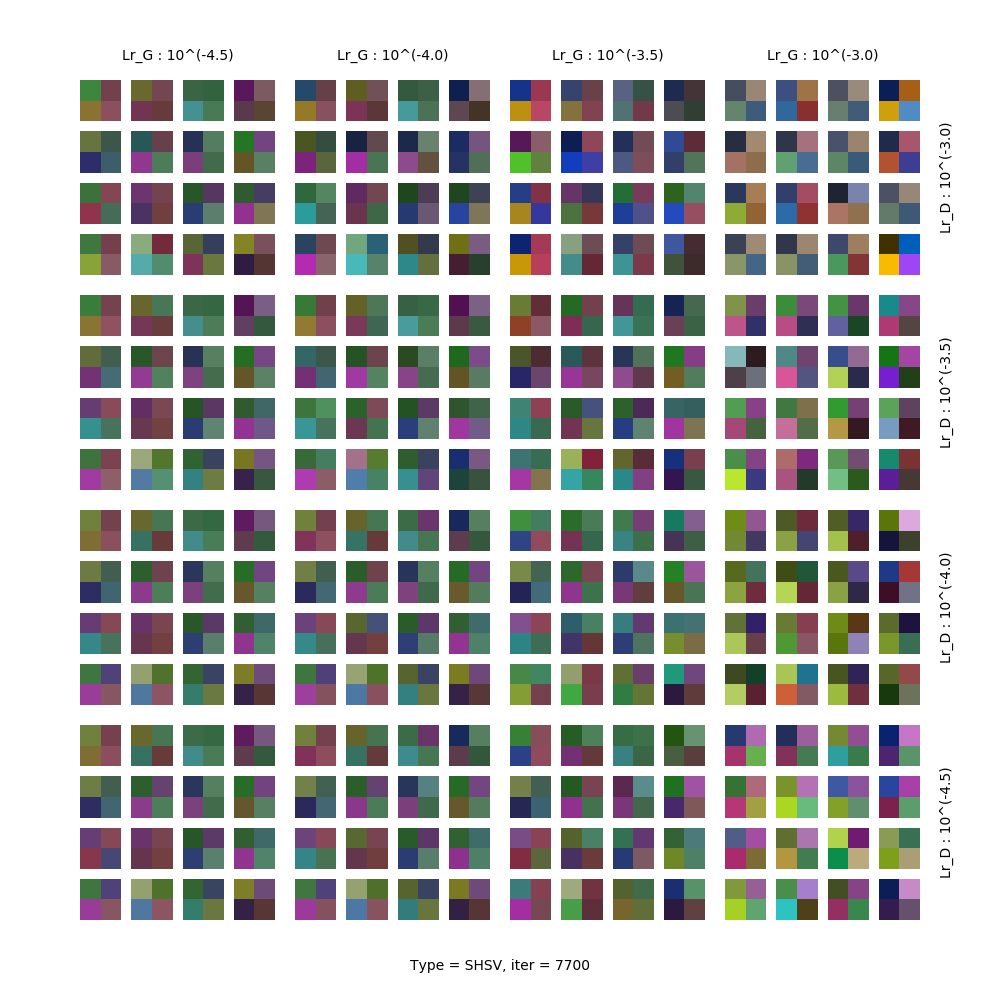 Lr_G : 10^(-4.5)
Lr_G : 10^(-4.0)
Lr_G : 10^(-3.5)
Lr_G : 10^(-3.0)
Lr_D : 10^(-3.0)
Lr_D : 10^(-3.5)
Lr_D : 10^(-4.0)
Lr_D : 10^(-4.5)
Type = SHSV, iter = 7700